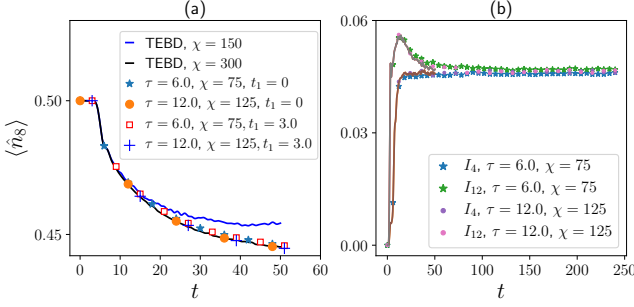 (a)
(b)
0.50
0.45
⟨n̂₈⟩
TEBD, χ = 150
TEBD, χ = 300
τ = 6.0, χ = 75, t₁ = 0
τ = 12.0, χ = 125, t₁ = 0
τ = 6.0, χ = 75, t₁ = 3.0
τ = 12.0, χ = 125, t₁ = 3.0
0 10 20 30 40 50 60
t
0.06
0.04
0.00
I₄, τ = 6.0, χ = 75
I₁₂, τ = 6.0, χ = 75
I₄, τ = 12.0, χ = 125
I₁₂, τ = 12.0, χ = 125
0 50 100 150 200 250
t